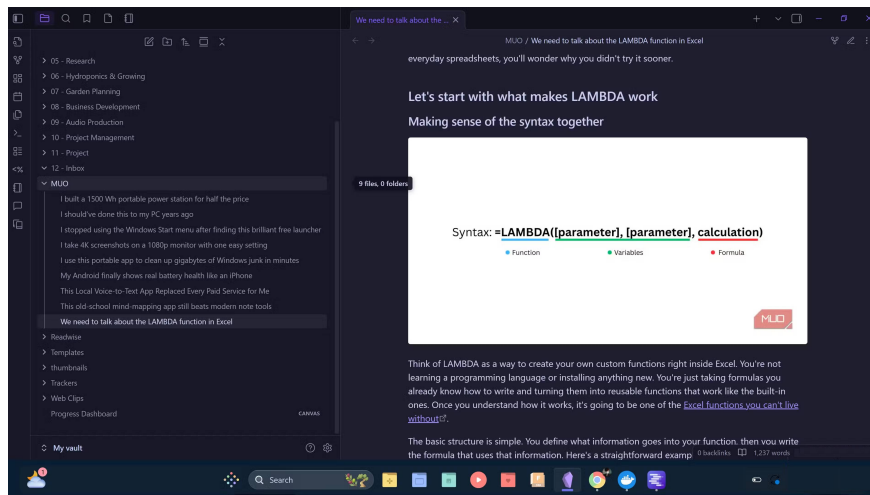 We need to talk about the ...
MUO / We need to talk about the LAMBDA function in Excel
05 - Research
06 - Hydroponics & Growing
07 - Garden Planning
08 - Business Development
09 - Audio Production
10 - Project Management
11 - Project
12 - Inbox
MUO
I built a 1500 Wh portable power station for half the price
I should've done this to my PC years ago
I stopped using the Windows Start menu after finding this brilliant free launcher
I take 4K screenshots on a 1080p monitor with one easy setting
I use this portable app to clean up gigabytes of Windows junk in minutes
My Android finally shows real battery health like an iPhone
This Local Voice-to-Text App Replaced Every Paid Service for Me
This old-school mind-mapping app still beats modern note tools
We need to talk about the LAMBDA function in Excel
Readwise
Templates
thumbnails
Trackers
Web Clips
Progress Dashboard
CANVAS
My vault
9 files, 0 folders
everyday spreadsheets, you'll wonder why you didn't try it sooner.
Let's start with what makes LAMBDA work
Making sense of the syntax together
Syntax: =LAMBDA([parameter], [parameter], calculation)
Function
Variables
Formula
MUO
Think of LAMBDA as a way to create your own custom functions right inside Excel. You're not
learning a programming language or installing anything new. You're just taking formulas you
already know how to write and turning them into reusable functions that work like the built-in
ones. Once you understand how it works, it's going to be one of the Excel functions you can't live
without.
The basic structure is simple. You define what information goes into your function, then you write
the formula that uses that information. Here's a straightforward examp
0 backlinks
1,237 words
Search